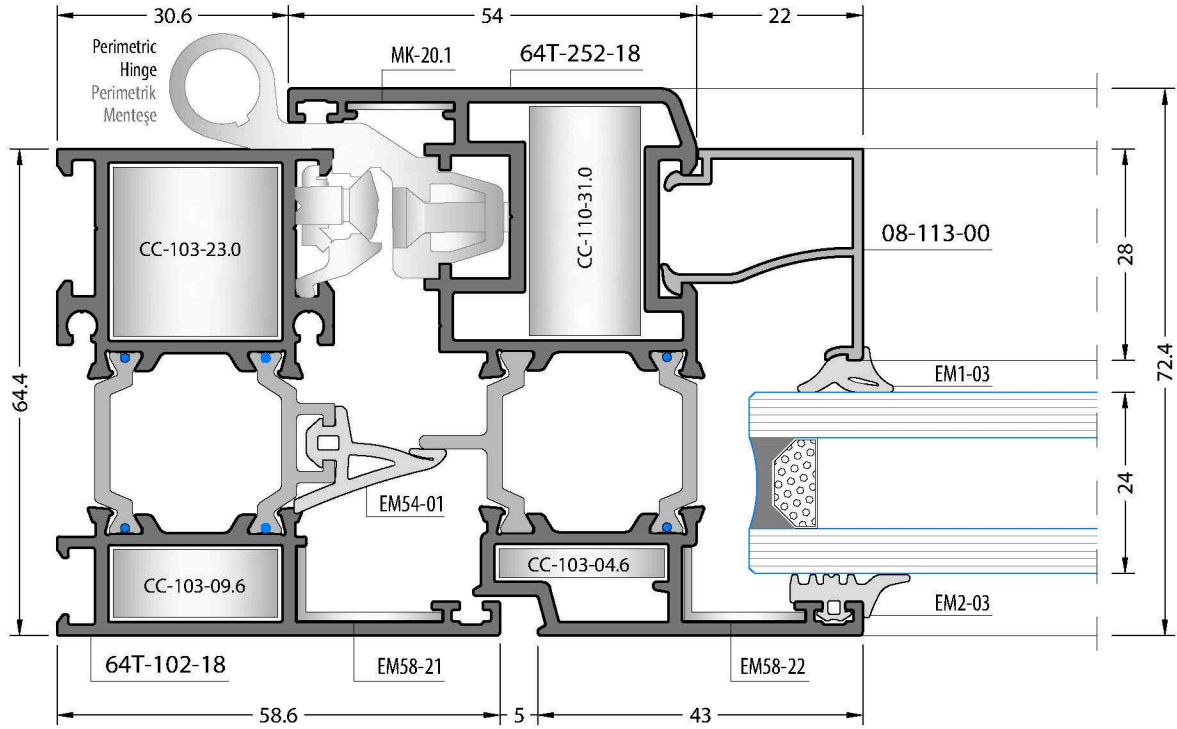 30.6
54
22
Perimetric
Hinge
Perimetrik
Menteşe
MK-20.1
64T-252-18
CC-103-23.0
CC-110-31.0
08-113-00
28
64.4
72.4
EM1-03
24
EM54-01
CC-103-09.6
CC-103-04.6
EM2-03
64T-102-18
EM58-21
EM58-22
58.6
5
43